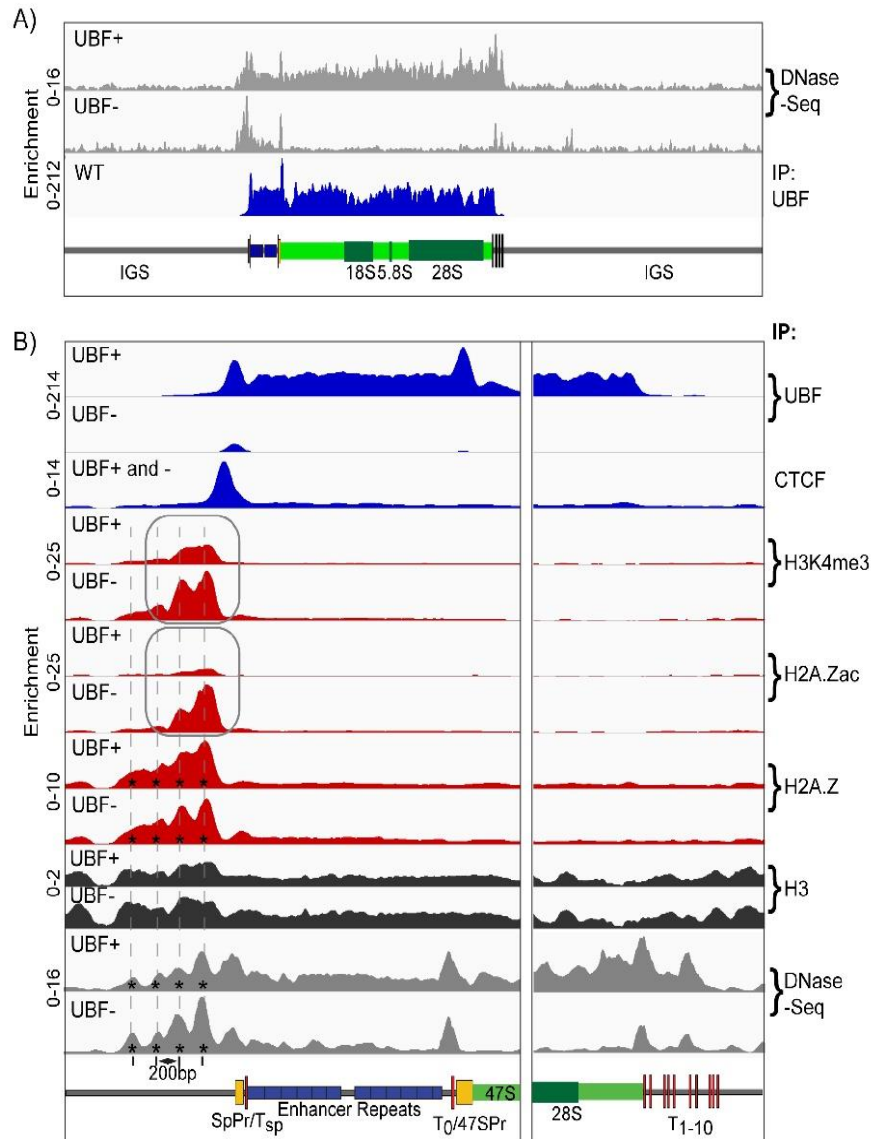 A)
UBF+
DNase
-Seq
0-16
UBF-
Enrichment
WT
IP:
UBF
0-212
IGS
18S 5.8S 28S
IGS
B)
IP:
UBF+
UBF
0-214
UBF-
UBF+ and -
CTCF
0-14
UBF+
H3K4me3
0-25
UBF-
UBF+
H2A.Zac
0-25
UBF-
Enrichment
UBF+
H2A.Z
* * * *
0-10
UBF-
* * * *
UBF+
H3
0-2
UBF-
UBF+
DNase
-Seq
* * * *
0-16
UBF-
* * * *
200bp
47S
SpPr/Tsp
Enhancer Repeats
T0/47SPr
28S
T1-10